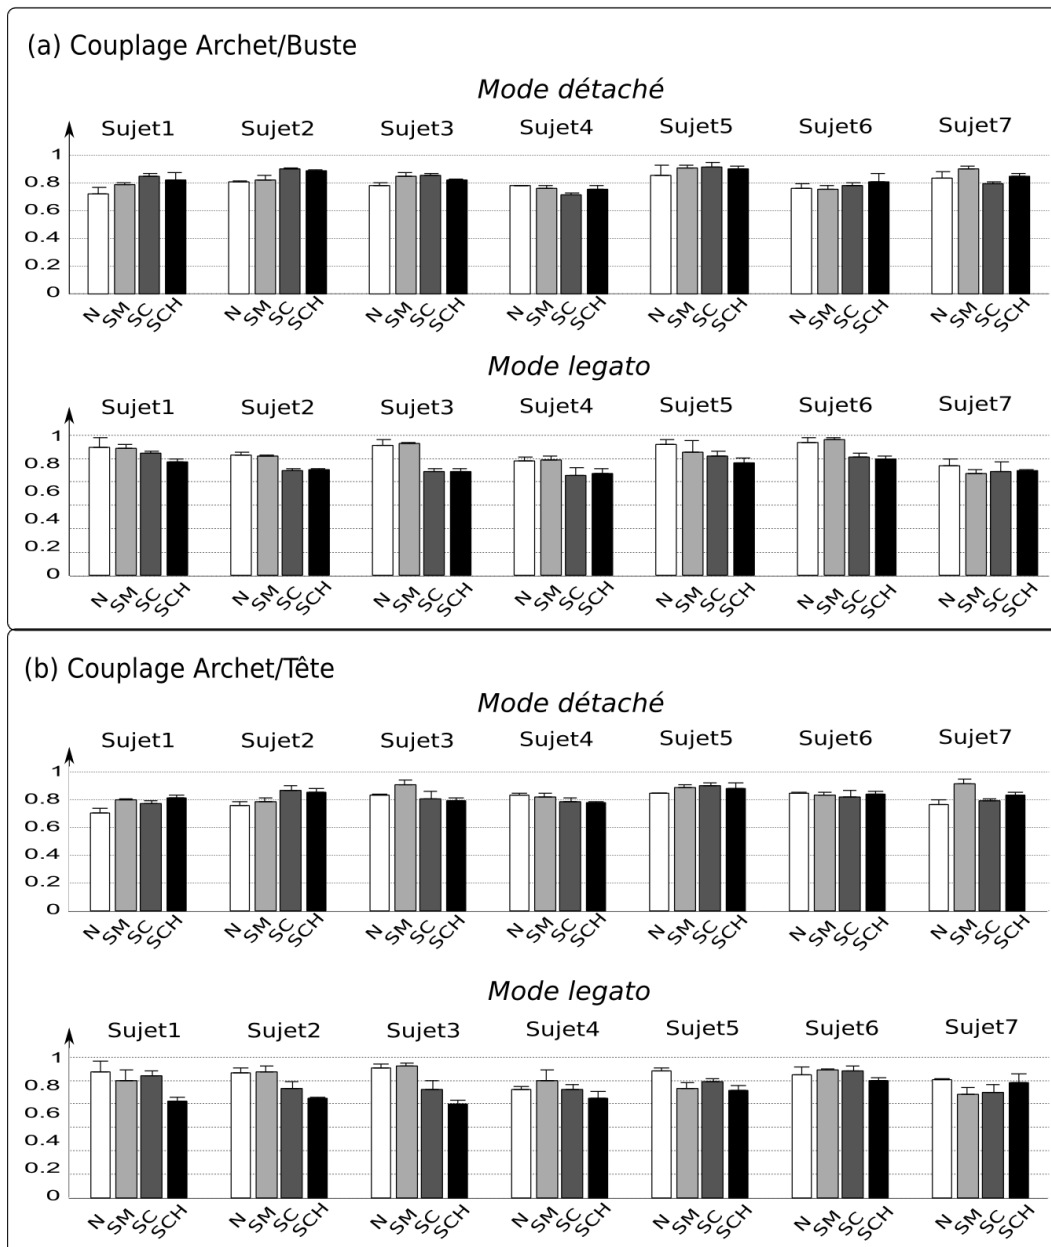 (a) Couplage Archet/Buste
Mode détaché
Sujet1 Sujet2 Sujet3 Sujet4 Sujet5 Sujet6 Sujet7
1
0.8
0.6
0.4
0.2
0
N SM SC SCH N SM SC SCH N SM SC SCH N SM SC SCH N SM SC SCH N SM SC SCH N SM SC SCH
Mode legato
Sujet1 Sujet2 Sujet3 Sujet4 Sujet5 Sujet6 Sujet7
1
0.8
0.6
0.4
0.2
0
N SM SC SCH N SM SC SCH N SM SC SCH N SM SC SCH N SM SC SCH N SM SC SCH N SM SC SCH
(b) Couplage Archet/Tête
Mode détaché
Sujet1 Sujet2 Sujet3 Sujet4 Sujet5 Sujet6 Sujet7
1
0.8
0.6
0.4
0.2
0
N SM SC SCH N SM SC SCH N SM SC SCH N SM SC SCH N SM SC SCH N SM SC SCH N SM SC SCH
Mode legato
Sujet1 Sujet2 Sujet3 Sujet4 Sujet5 Sujet6 Sujet7
1
0.8
0.6
0.4
0.2
0
N SM SC SCH N SM SC SCH N SM SC SCH N SM SC SCH N SM SC SCH N SM SC SCH N SM SC SCH